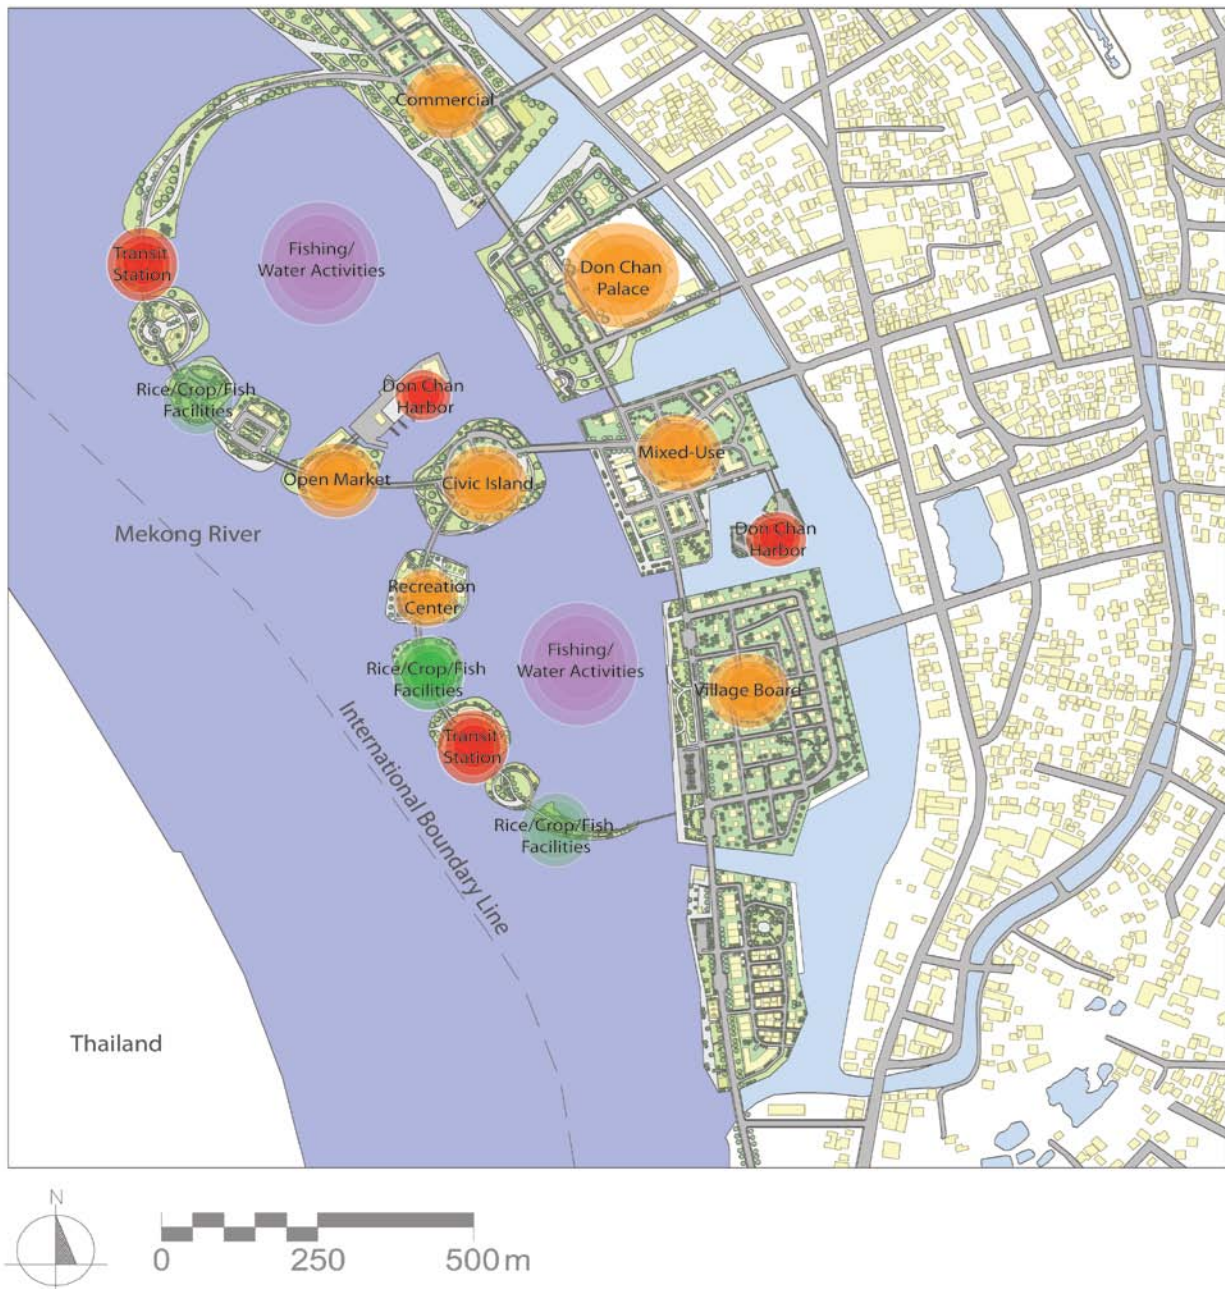 Commercial
Transit
Station
Fishing/
Water Activities
Don Chan
Palace
Rice/Crop/Fish
Facilities
Don Chan
Harbor
Open Market
Civic Island
Mixed-Use
Mekong River
Don Chan
Harbor
Recreation
Center
Rice/Crop/Fish
Facilities
Fishing/
Water Activities
Village Board
International Boundary Line
Transit
Station
Rice/Crop/Fish
Facilities
Thailand
N
0 250 500 m